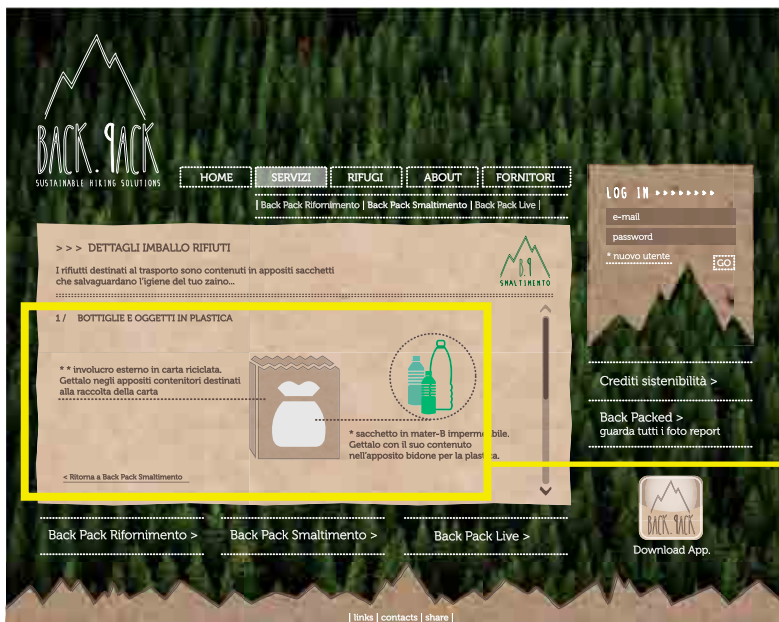 BACK.PACK
SUSTAINABLE HIKING SOLUTIONS
HOME SERVIZI RIFUGI ABOUT FORNITORI
| Back Pack Rifornimento | Back Pack Smaltimento | Back Pack Live |
LOG IN
e-mail
password
* nuovo utente
GO
> > > DETTAGLI IMBALLO RIFIUTI
I rifiutti destinati al trasporto sono contenuti in appositi sacchetti
che salvaguardano l'igiene del tuo zaino...
B.P
SMALTIMENTO
1 / BOTTIGLIE E OGGETTI IN PLASTICA
* * involucro esterno in carta riciclata.
Gettalo negli appositi contenitori destinati
alla raccolta della carta
* sacchetto in mater-B impermeabile.
Gettalo con il suo contenuto
nell'apposito bidone per la plastica.
< Ritorna a Back Pack Smaltimento
Crediti sistenibilità >
Back Packed >
guarda tutti i foto report
BACK.PACK
Download App.
Back Pack Rifornimento > Back Pack Smaltimento > Back Pack Live >
| links | contacts | share |